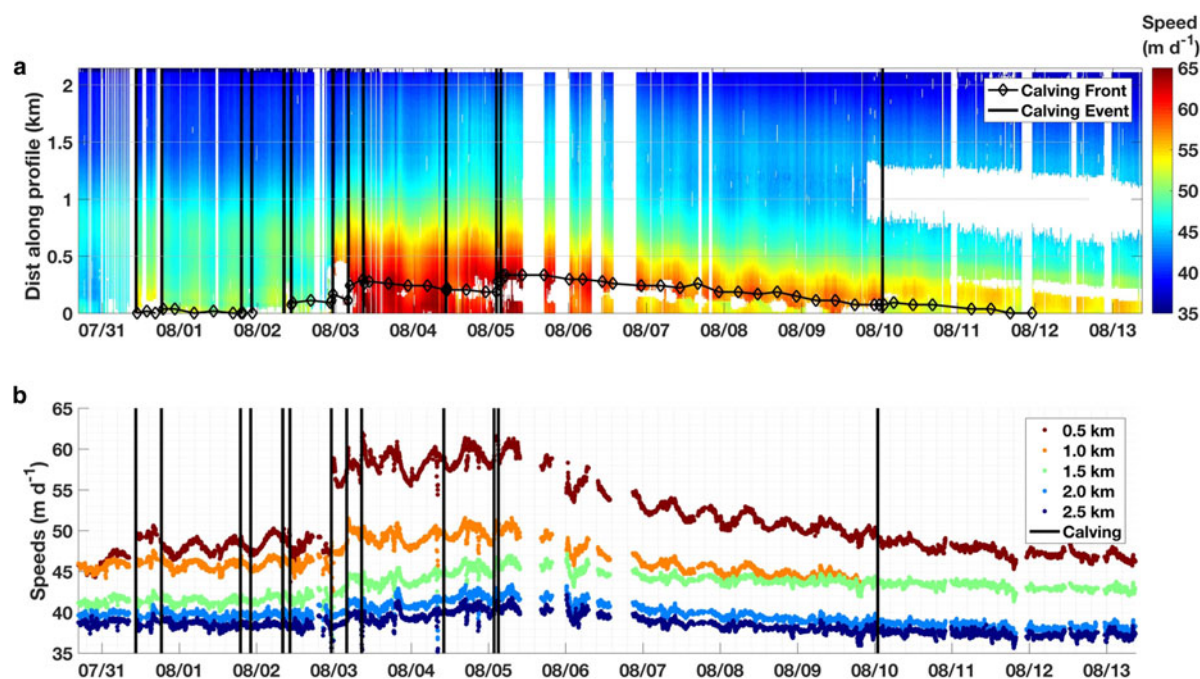 Speed
(m d⁻¹)
a
Dist along profile (km)
2
1.5
1
0.5
0
Calving Front
Calving Event
65
60
55
50
45
40
35
07/31 08/01 08/02 08/03 08/04 08/05 08/06 08/07 08/08 08/09 08/10 08/11 08/12 08/13
b
Speeds (m d⁻¹)
65
60
55
50
45
40
35
0.5 km
1.0 km
1.5 km
2.0 km
2.5 km
Calving
07/31 08/01 08/02 08/03 08/04 08/05 08/06 08/07 08/08 08/09 08/10 08/11 08/12 08/13